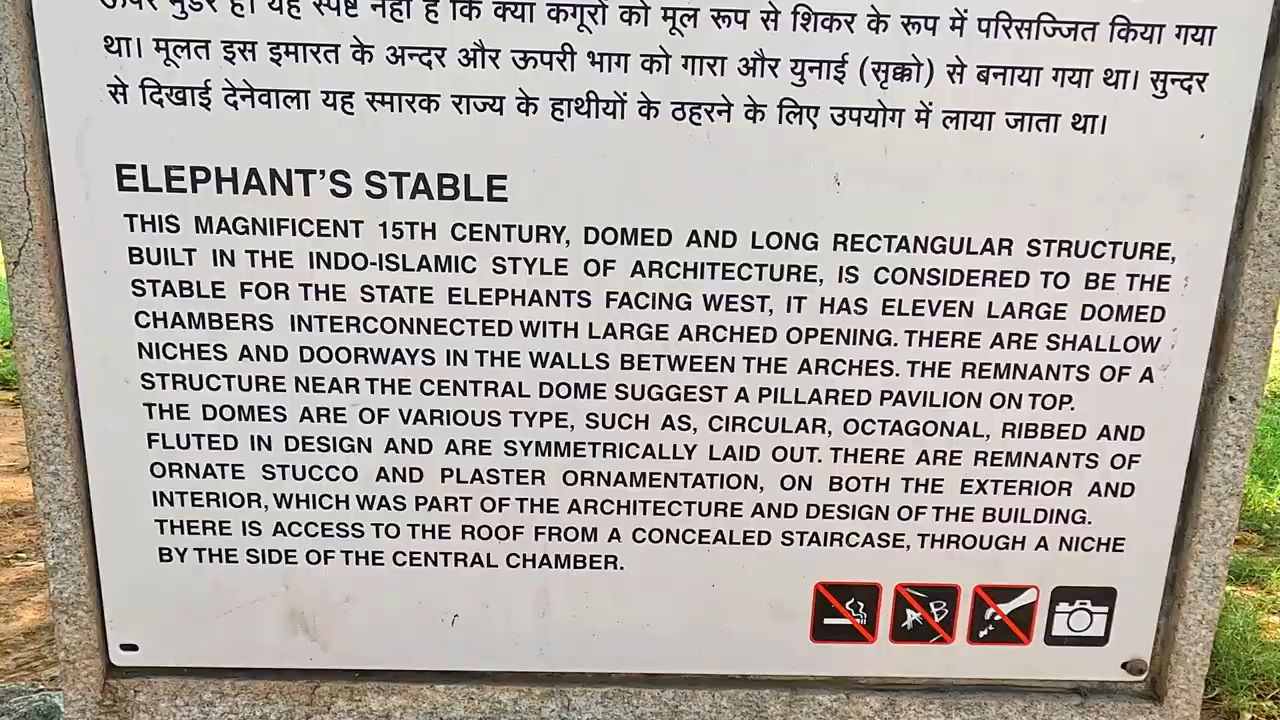 ऊपर मुंडेर है। यह स्पष्ट नहीं है कि क्या कगूरों को मूल रूप से शिकर के रूप में परिसज्जित किया गया
था। मूलत इस इमारत के अन्दर और ऊपरी भाग को गारा और युनाई (सृक्को) से बनाया गया था। सुन्दर
से दिखाई देनेवाला यह स्मारक राज्य के हाथीयों के ठहरने के लिए उपयोग में लाया जाता था।
ELEPHANT'S STABLE
THIS MAGNIFICENT 15TH CENTURY, DOMED AND LONG RECTANGULAR STRUCTURE,
BUILT IN THE INDO-ISLAMIC STYLE OF ARCHITECTURE, IS CONSIDERED TO BE THE
STABLE FOR THE STATE ELEPHANTS FACING WEST, IT HAS ELEVEN LARGE DOMED
CHAMBERS INTERCONNECTED WITH LARGE ARCHED OPENING. THERE ARE SHALLOW
NICHES AND DOORWAYS IN THE WALLS BETWEEN THE ARCHES. THE REMNANTS OF A
STRUCTURE NEAR THE CENTRAL DOME SUGGEST A PILLARED PAVILION ON TOP.
THE DOMES ARE OF VARIOUS TYPE, SUCH AS, CIRCULAR, OCTAGONAL, RIBBED AND
FLUTED IN DESIGN AND ARE SYMMETRICALLY LAID OUT. THERE ARE REMNANTS OF
ORNATE STUCCO AND PLASTER ORNAMENTATION, ON BOTH THE EXTERIOR AND
INTERIOR, WHICH WAS PART OF THE ARCHITECTURE AND DESIGN OF THE BUILDING.
THERE IS ACCESS TO THE ROOF FROM A CONCEALED STAIRCASE, THROUGH A NICHE
BY THE SIDE OF THE CENTRAL CHAMBER.
A B